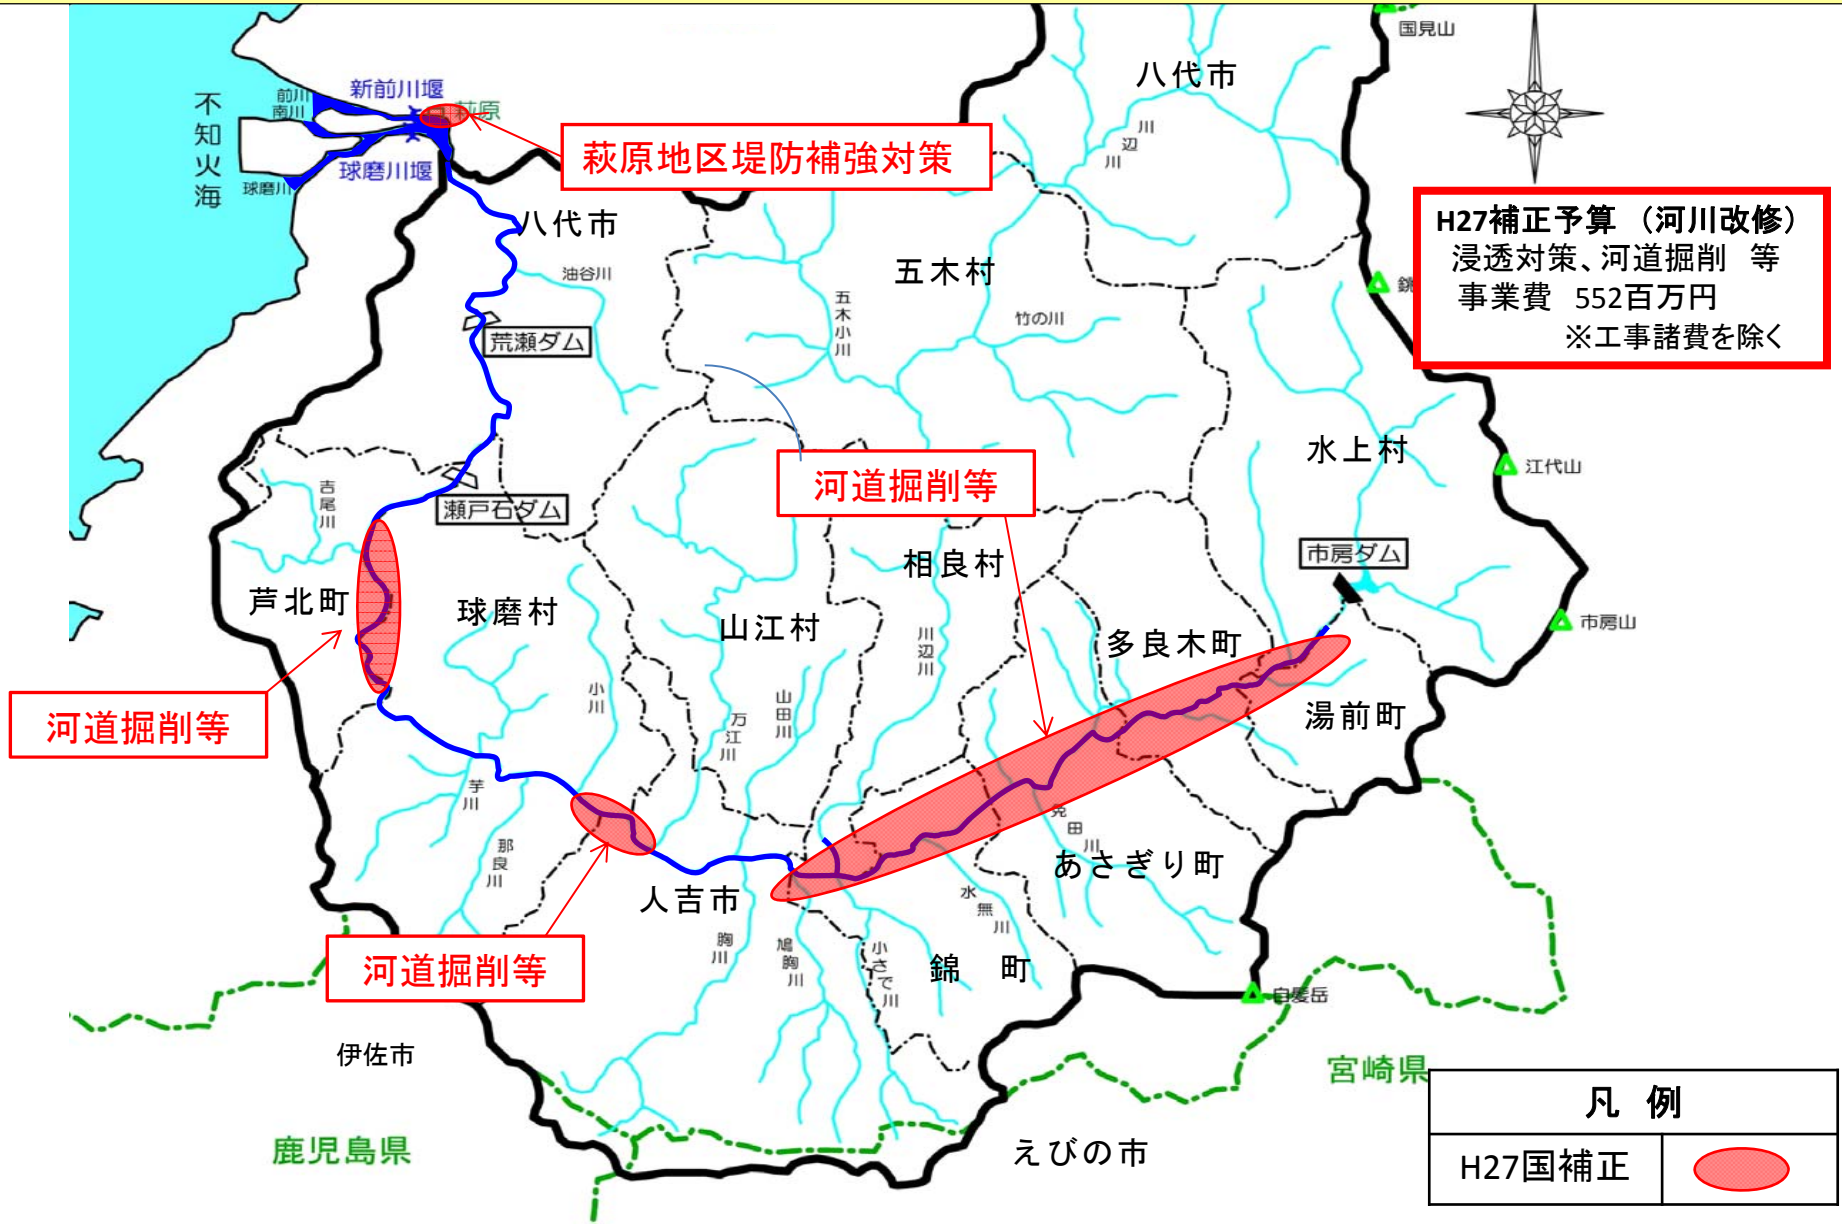 国見山
八代市
新前川堰
前川
南川
萩原
不知火海
球磨川堰
球磨川
萩原地区堤防補強対策
川辺川
H27補正予算 （河川改修）
浸透対策、河道掘削 等
事業費 552百万円
※工事諸費を除く
八代市
油谷川
五木村
五木小川
竹の川
荒瀬ダム
水上村
江代山
河道掘削等
吉尾川
瀬戸石ダム
相良村
市房ダム
芦北町
球磨村
山江村
川辺川
多良木町
市房山
小川
万江川
山田川
湯前町
河道掘削等
芋川
那良川
免田川
あさぎり町
人吉市
水無川
胸川
鳩胸川
小さで川
錦 町
河道掘削等
白髪岳
伊佐市
宮崎県
鹿児島県
えびの市
凡 例
H27国補正